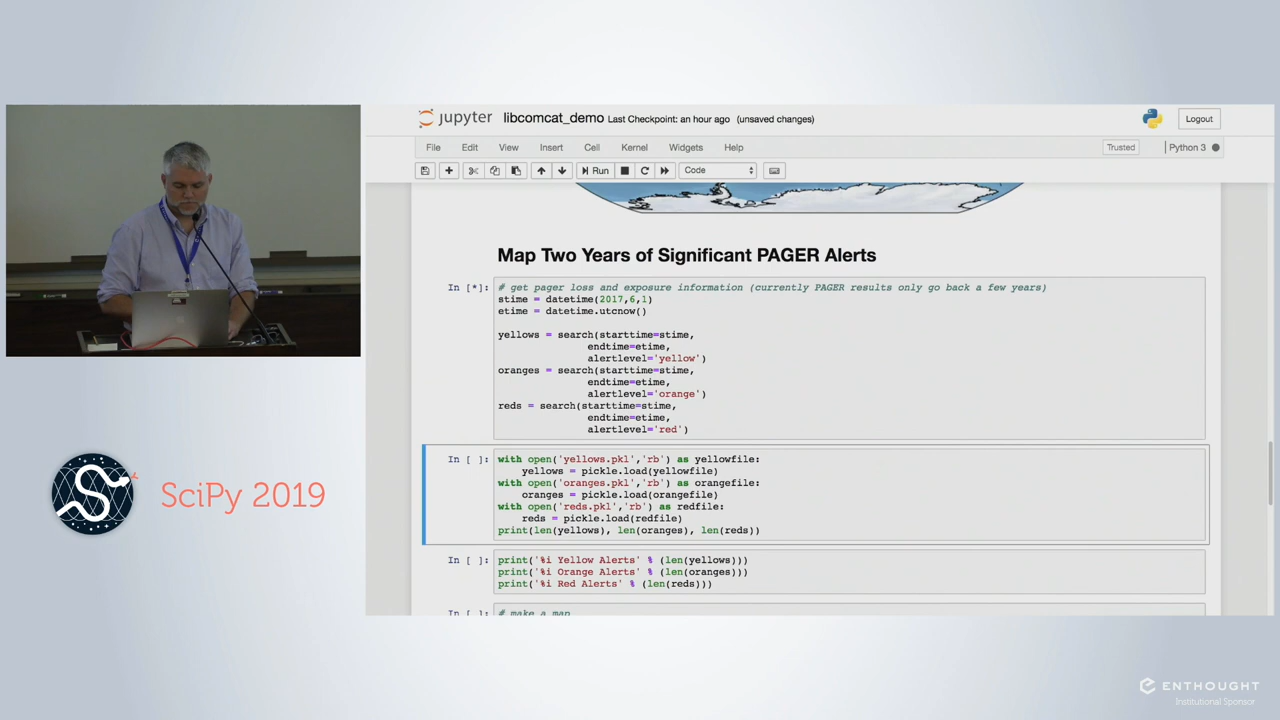 jupyter libcomcat_demo Last Checkpoint: an hour ago (unsaved changes)
Logout
File Edit View Insert Cell Kernel Widgets Help
Trusted
Python 3
Run
Code
Map Two Years of Significant PAGER Alerts
In [*]:
# get pager loss and exposure information (currently PAGER results only go back a few years)
stime = datetime(2017,6,1)
etime = datetime.utcnow()
yellows = search(starttime=stime,
endtime=etime,
alertlevel='yellow')
oranges = search(starttime=stime,
endtime=etime,
alertlevel='orange')
reds = search(starttime=stime,
endtime=etime,
alertlevel='red')
In [ ]:
with open('yellows.pkl','rb') as yellowfile:
yellows = pickle.load(yellowfile)
with open('oranges.pkl','rb') as orangefile:
oranges = pickle.load(orangefile)
with open('reds.pkl','rb') as redfile:
reds = pickle.load(redfile)
print(len(yellows), len(oranges), len(reds))
In [ ]:
print('%i Yellow Alerts' % (len(yellows)))
print('%i Orange Alerts' % (len(oranges)))
print('%i Red Alerts' % (len(reds)))
In [ ]:
# make a map
SciPy 2019
ENTHOUGHT
Institutional Sponsor